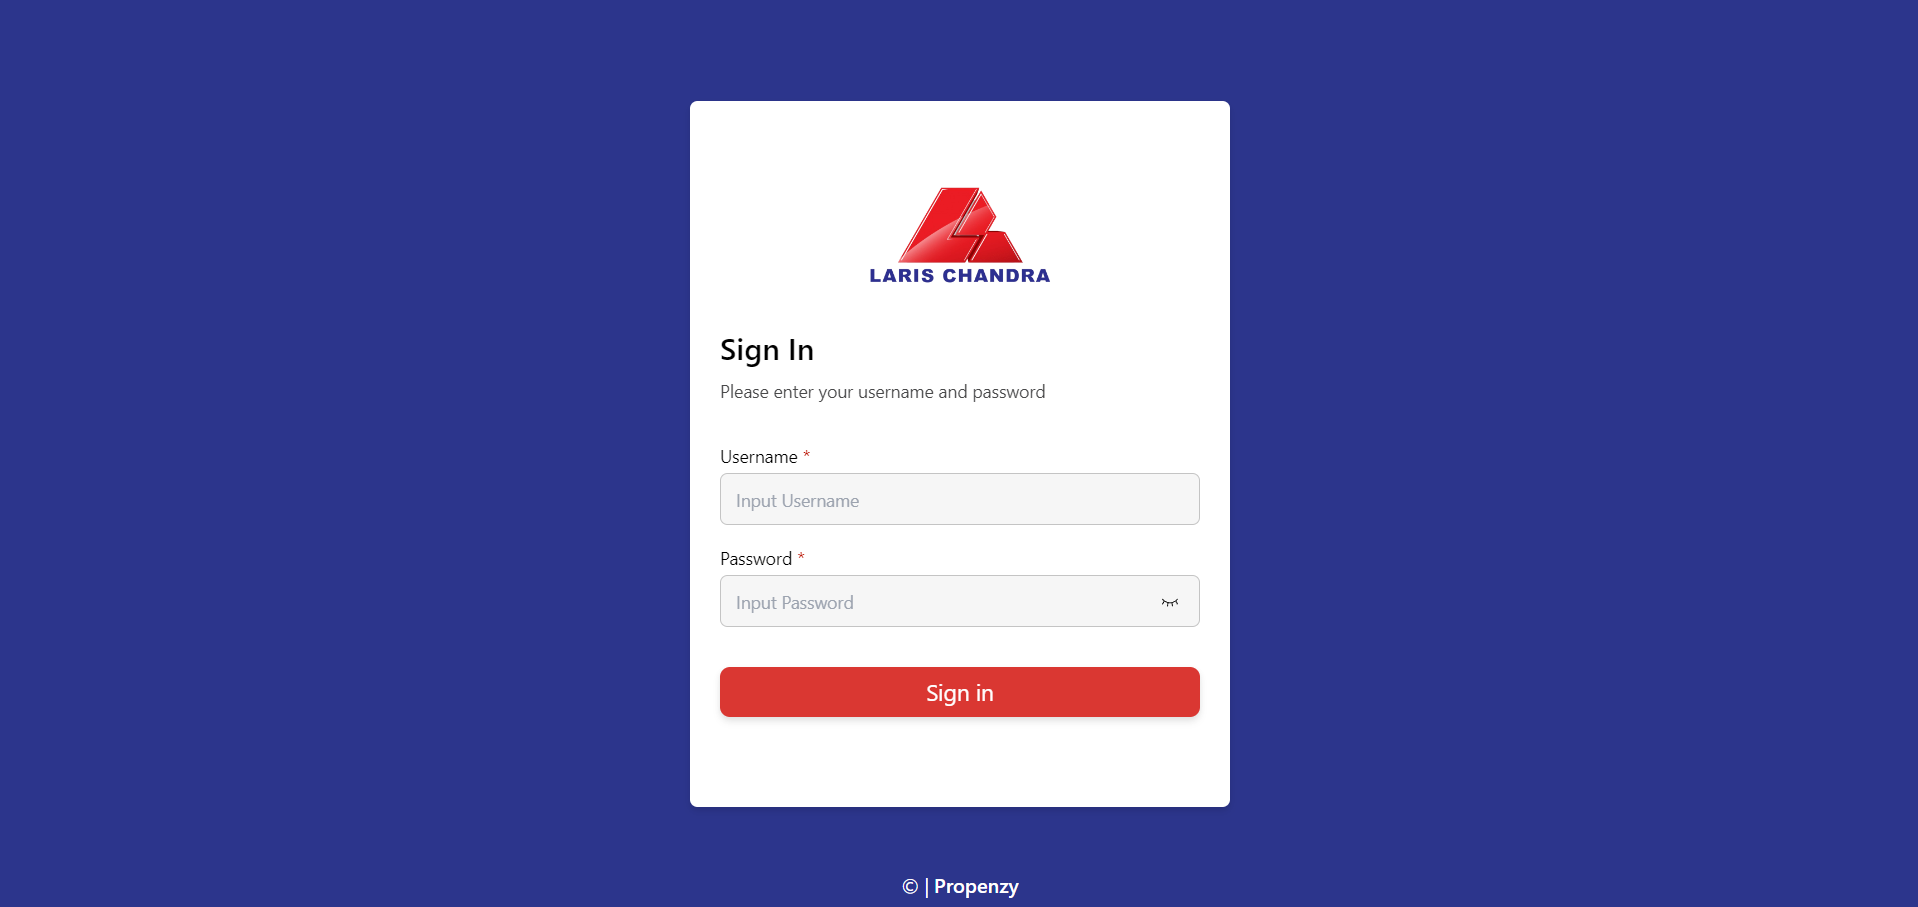 LARIS CHANDRA
Sign In
Please enter your username and password
Username *
Input Username
Password *
Input Password
Sign in
© | Propenzy